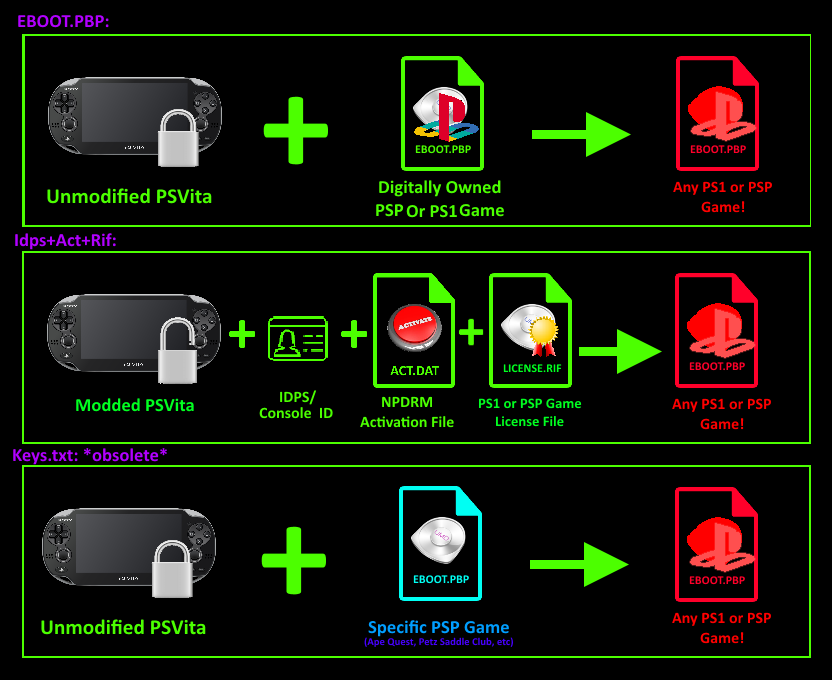 EBOOT.PBP:
EBOOT.PBP
EBOOT.PBP
Unmodified PSVita
Digitally Owned
PSP Or PS1 Game
Any PS1 or PSP
Game!
Idps+Act+Rif:
ACTIVATE
ACT.DAT
LICENSE.RIF
EBOOT.PBP
Modded PSVita
IDPS/
Console ID
NPDRM
Activation File
PS1 or PSP Game
License File
Any PS1 or PSP
Game!
Keys.txt: *obsolete*
UMD
EBOOT.PBP
EBOOT.PBP
Unmodified PSVita
Specific PSP Game
(Ape Quest, Petz Saddle Club, etc)
Any PS1 or PSP
Game!